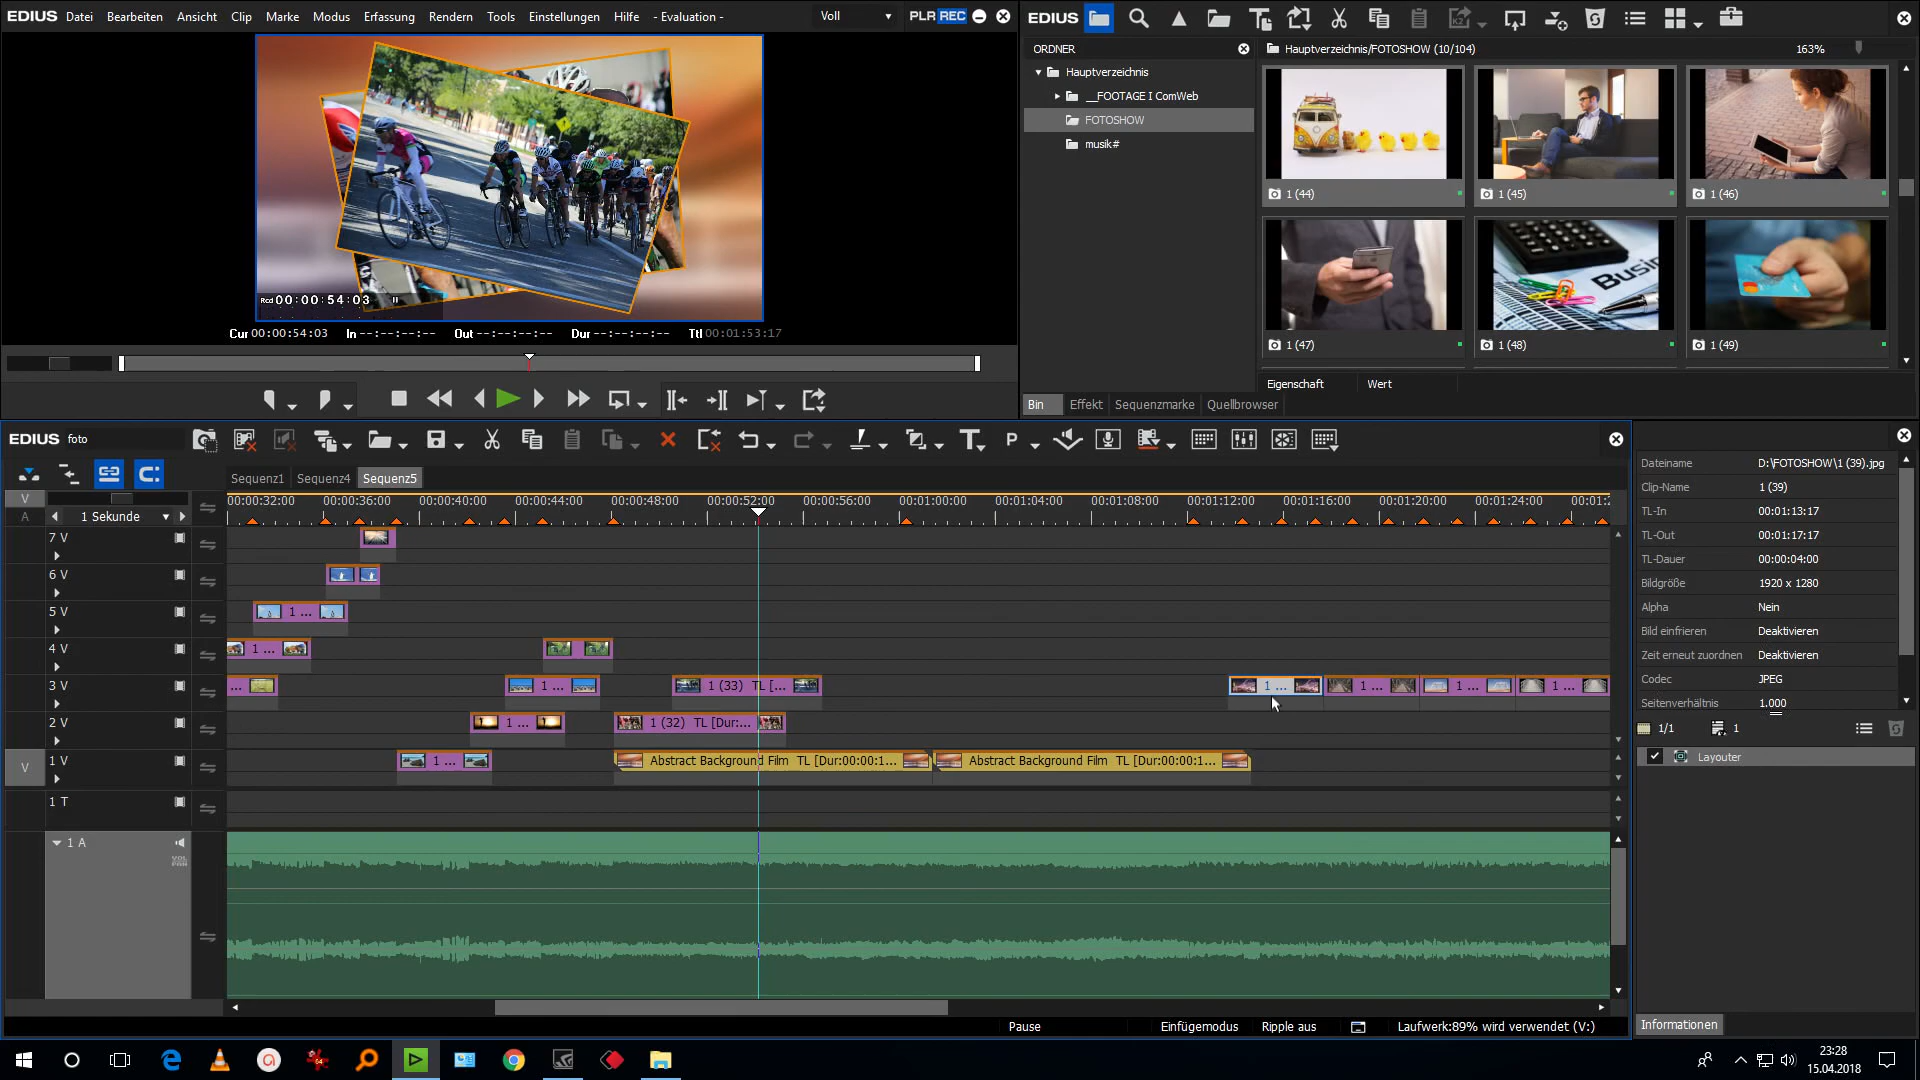 EDIUS Datei Bearbeiten Ansicht Clip Marke Modus Erfassung Rendern Tools Einstellungen Hilfe - Evaluation - Voll PLR REC
Rcd 00:00:54:03
Cur 00:00:54:03 In --:--:--:-- Out --:--:--:-- Dur --:--:--:-- Ttl 00:01:53:17
EDIUS
ORDNER
Hauptverzeichnis
__FOOTAGE I ComWeb
FOTOSHOW
musik#
Hauptverzeichnis/FOTOSHOW (10/104) 163%
1 (44) 1 (45) 1 (46)
Busin
1 (47) 1 (48) 1 (49)
Eigenschaft Wert
Bin Effekt Sequenzmarke Quellbrowser
EDIUS foto
Sequenz1 Sequenz4 Sequenz5
V
A 1 Sekunde
00:00:32:00 00:00:36:00 00:00:40:00 00:00:44:00 00:00:48:00 00:00:52:00 00:00:56:00 00:01:00:00 00:01:04:00 00:01:08:00 00:01:12:00 00:01:16:00 00:01:20:00 00:01:24:00 00:01:2
7 V
6 V
5 V 1 ...
4 V 1 ...
3 V ... 1 ... 1 (33) TL [... 1 ... 1 ... 1 ... 1 ...
2 V 1 ... 1 (32) TL [Dur:...
V 1 V 1 ... Abstract Background Film TL [Dur:00:00:1... Abstract Background Film TL [Dur:00:00:1...
1 T
1 A
VOL
PAN
Pause Einfügemodus Ripple aus Laufwerk:89% wird verwendet (V:)
Dateiname D:\FOTOSHOW\1 (39).jpg
Clip-Name 1 (39)
TL-In 00:01:13:17
TL-Out 00:01:17:17
TL-Dauer 00:00:04:00
Bildgröße 1920 x 1280
Alpha Nein
Bild einfrieren Deaktivieren
Zeit erneut zuordnen Deaktivieren
Codec JPEG
Seitenverhältnis 1.000
1/1 1
Layouter
Informationen
23:28
15.04.2018